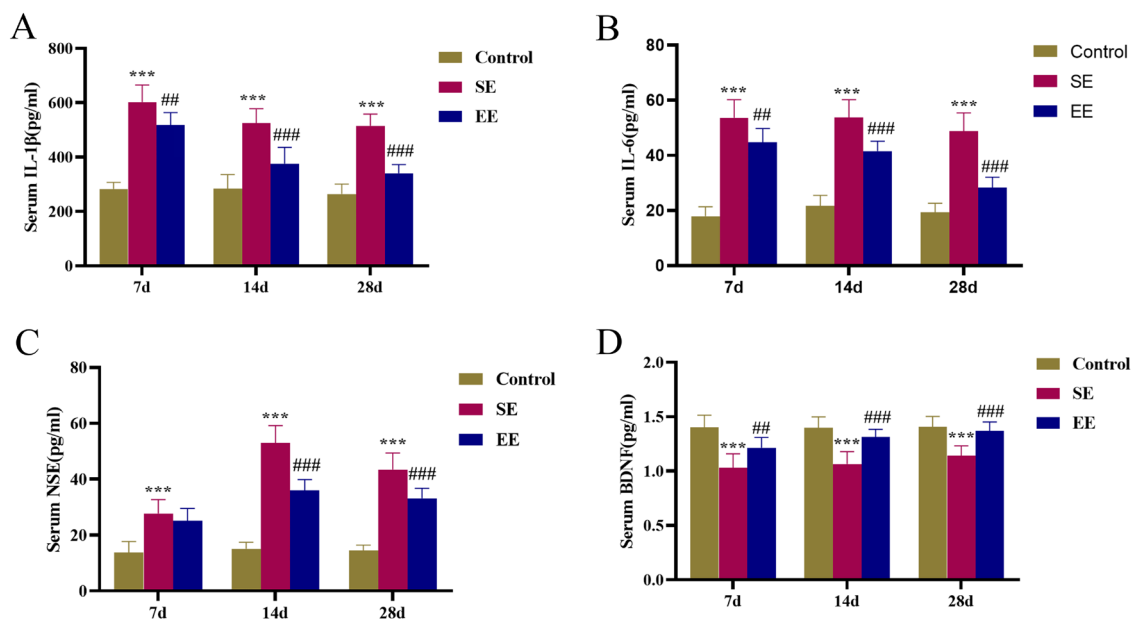 A
Serum IL-1β(pg/ml)
800
600
400
200
0
***
##
***
###
***
###
7d
14d
28d
Control
SE
EE
B
Serum IL-6(pg/ml)
80
60
40
20
0
***
##
***
###
***
###
7d
14d
28d
Control
SE
EE
C
Serum NSE(pg/ml)
80
60
40
20
0
***
***
###
***
###
7d
14d
28d
Control
SE
EE
D
Serum BDNF(pg/ml)
2.0
1.5
1.0
0.5
0.0
***
##
***
###
***
###
7d
14d
28d
Control
SE
EE